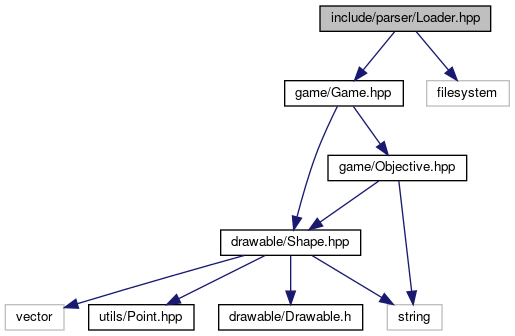 include/parser/Loader.hpp
game/Game.hpp
filesystem
game/Objective.hpp
drawable/Shape.hpp
vector
utils/Point.hpp
drawable/Drawable.h
string